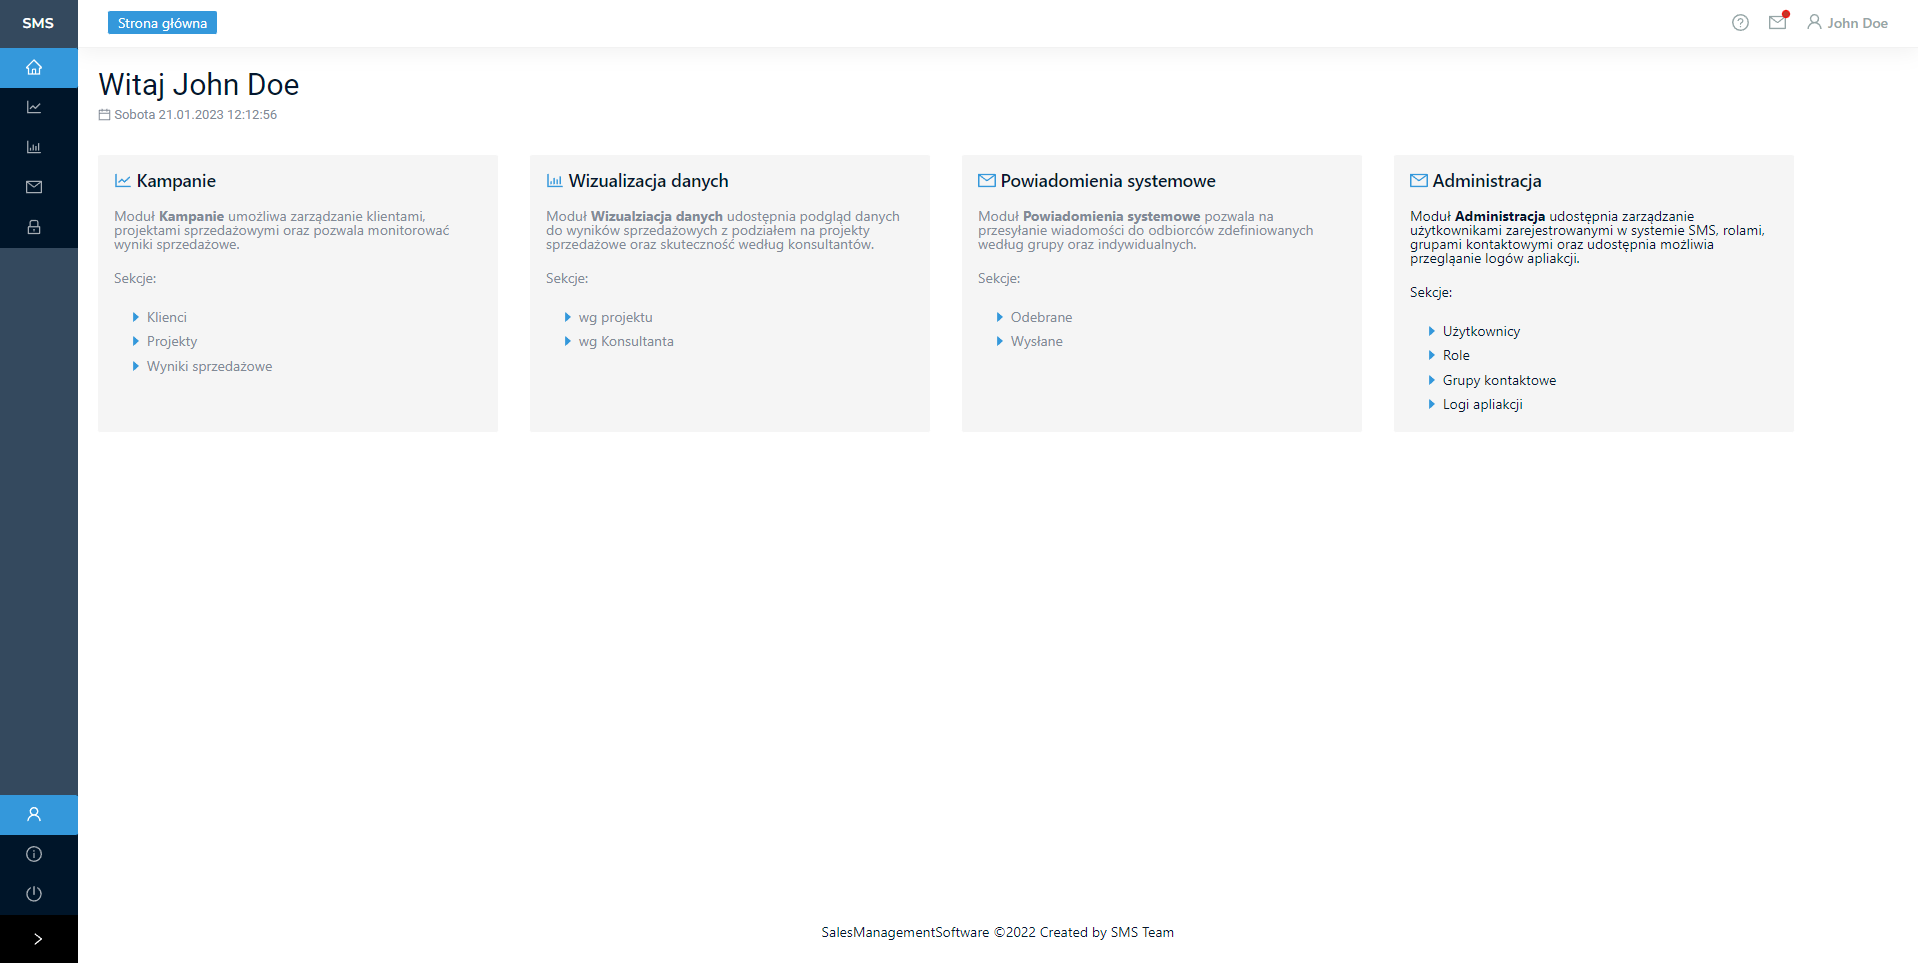 SMS
Strona główna
John Doe
Witaj John Doe
Sobota 21.01.2023 12:12:56
Kampanie
Moduł Kampanie umożliwa zarządzanie klientami,
projektami sprzedażowymi oraz pozwala monitorować
wyniki sprzedażowe.
Sekcje:
Klienci
Projekty
Wyniki sprzedażowe
Wizualizacja danych
Moduł Wizualziacja danych udostępnia podgląd danych
do wyników sprzedażowych z podziałem na projekty
sprzedażowe oraz skuteczność według konsultantów.
Sekcje:
wg projektu
wg Konsultanta
Powiadomienia systemowe
Moduł Powiadomienia systemowe pozwala na
przesyłanie wiadomości do odbiorców zdefiniowanych
według grupy oraz indywidualnych.
Sekcje:
Odebrane
Wysłane
Administracja
Moduł Administracja udostępnia zarządzanie
użytkownikami zarejestrowanymi w systemie SMS, rolami,
grupami kontaktowymi oraz udostępnia możliwia
przegląanie logów apliakcji.
Sekcje:
Użytkownicy
Role
Grupy kontaktowe
Logi apliakcji
SalesManagementSoftware ©2022 Created by SMS Team